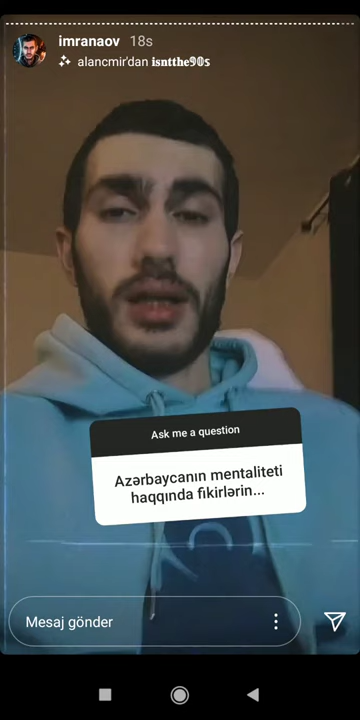 imranaov 18s
alancmir'dan isntthe90s
Ask me a question
Azərbaycanın mentaliteti
haqqında fikirlərin...
Mesaj gönder